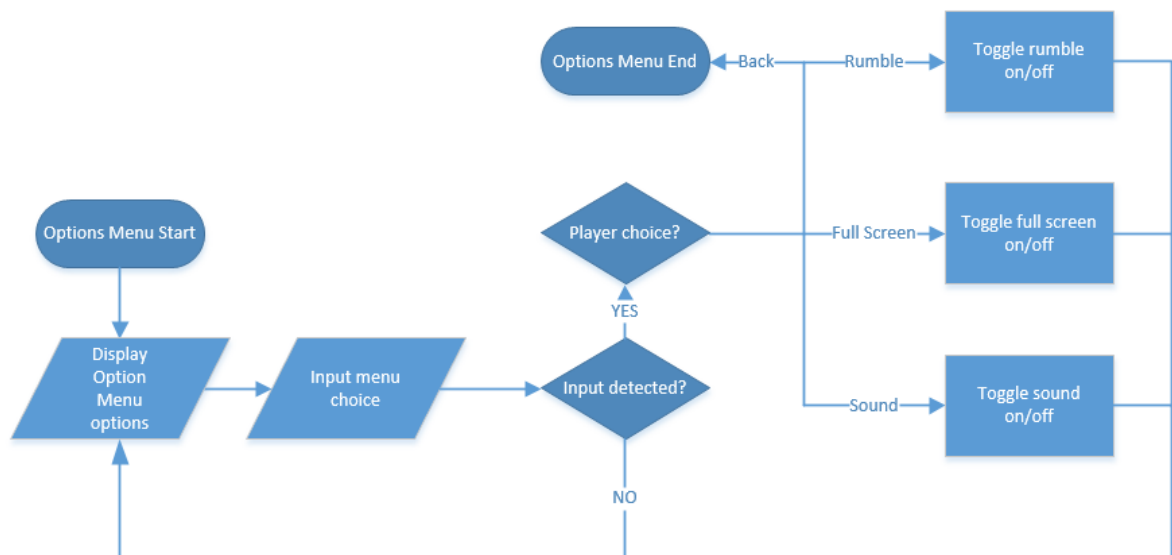 Options Menu End
Back
Rumble
Toggle rumble
on/off
Options Menu Start
Player choice?
Full Screen
Toggle full screen
on/off
YES
Display
Option
Menu
options
Input menu
choice
Input detected?
Sound
Toggle sound
on/off
NO